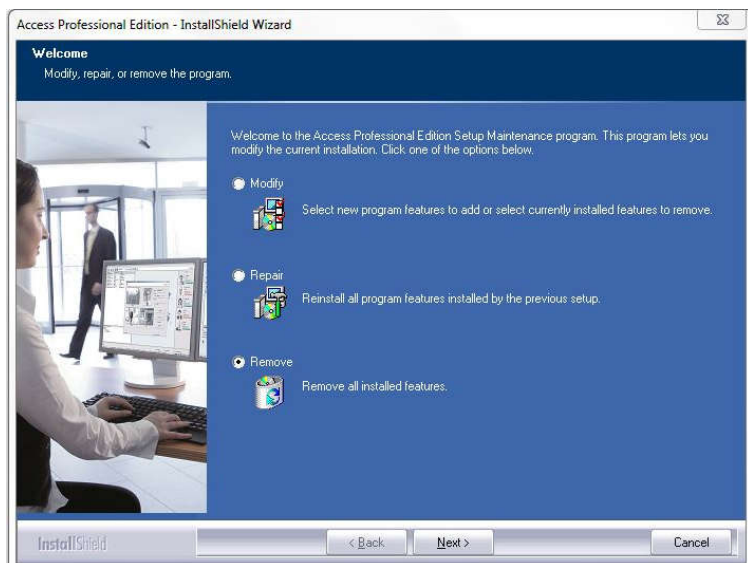 Access Professional Edition - InstallShield Wizard
Welcome
Modify, repair, or remove the program.
Welcome to the Access Professional Edition Setup Maintenance program. This program lets you
modify the current installation. Click one of the options below.
Modify
Select new program features to add or select currently installed features to remove.
Repair
Reinstall all program features installed by the previous setup.
Remove
Remove all installed features.
InstallShield
< Back
Next >
Cancel